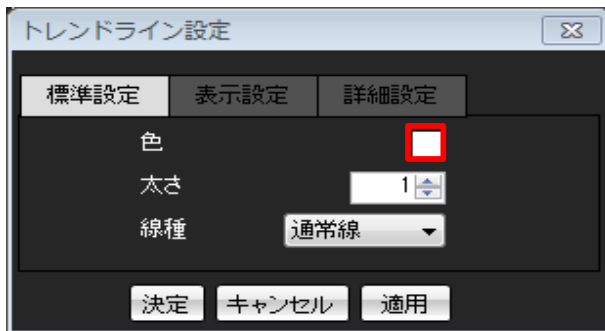 トレンドライン設定
標準設定 表示設定 詳細設定
色
太さ 1
線種 通常線
決定 キャンセル 適用